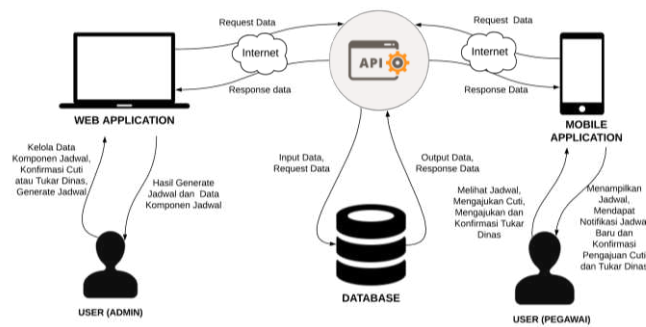 Request Data
Internet
Response data
WEB APPLICATION
API
Request Data
Internet
Response Data
MOBILE
APPLICATION
Kelola Data
Komponen Jadwal,
Konfirmasi Cuti
atau Tukar Dinas,
Generate Jadwal
Hasil Generate
Jadwal dan Data
Komponen Jadwal
Input Data,
Request Data
Output Data,
Response Data
Melihat Jadwal,
Mengajukan Cuti,
Mengajukan dan
Konfirmasi Tukar
Dinas
Menampilkan
Jadwal,
Mendapat
Notifikasi Jadwa
Baru dan
Konfirmasi
Pengajuan Cuti
dan Tukar Dinas
DATABASE
USER (ADMIN)
USER (PEGAWAI)